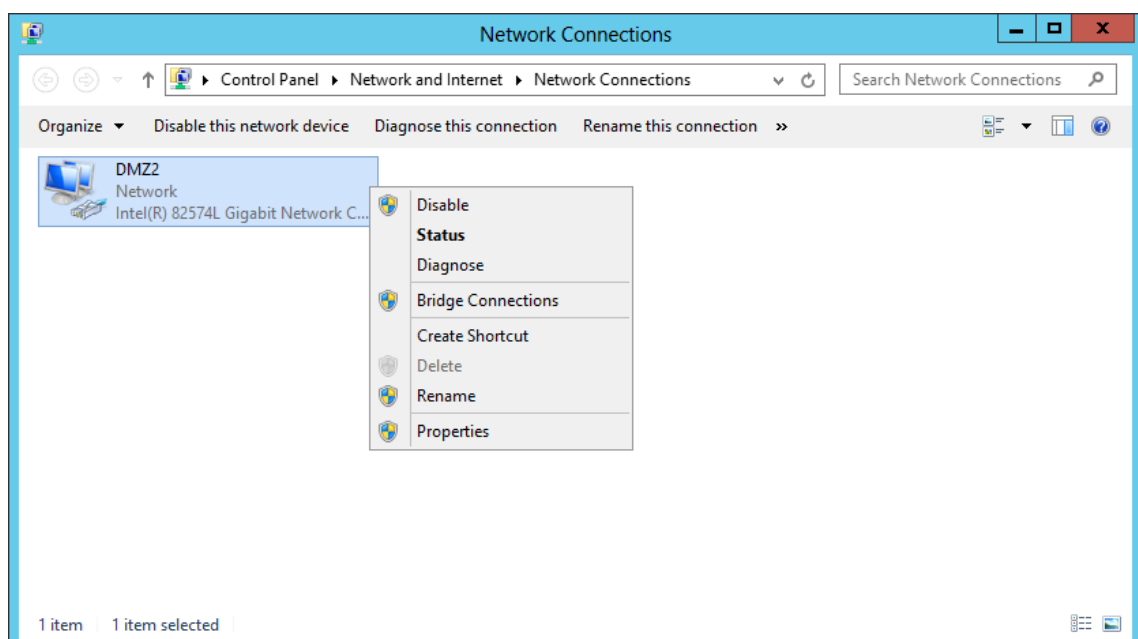 Network Connections
Control Panel Network and Internet Network Connections
Search Network Connections
Organize Disable this network device Diagnose this connection Rename this connection »
DMZ2
Network
Intel(R) 82574L Gigabit Network C...
Disable
Status
Diagnose
Bridge Connections
Create Shortcut
Delete
Rename
Properties
1 item 1 item selected